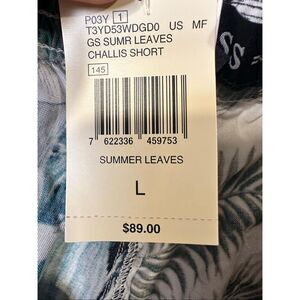 P03Y 1
T3YD53WDGD0 US MF
GS SUMR LEAVES
CHALLIS SHORT
145
7 622336 459753
SUMMER LEAVES
L
$89.00